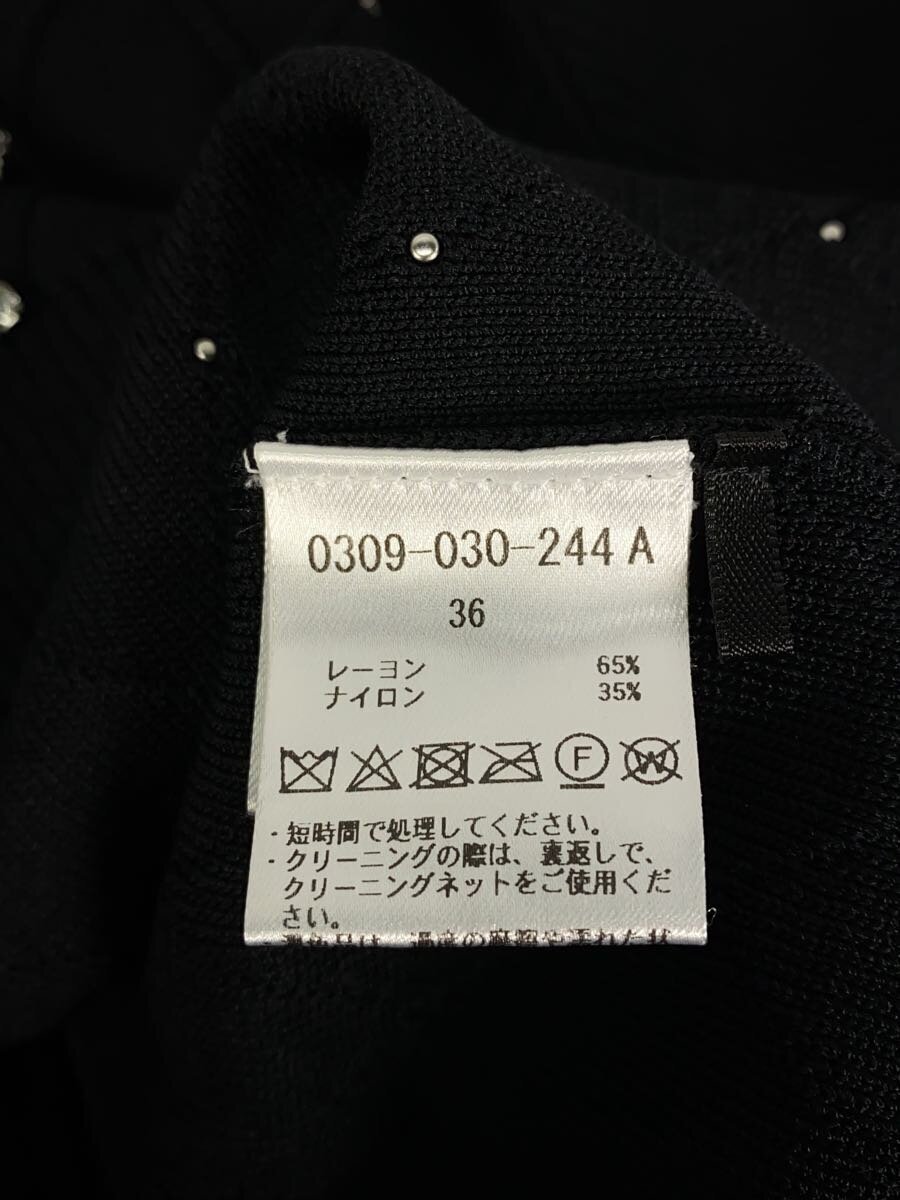 0309-030-244 A
36
レーヨン 65%
ナイロン 35%
F W
・短時間で処理してください。
・クリーニングの際は、裏返しで、
クリーニングネットをご使用くだ
さい。